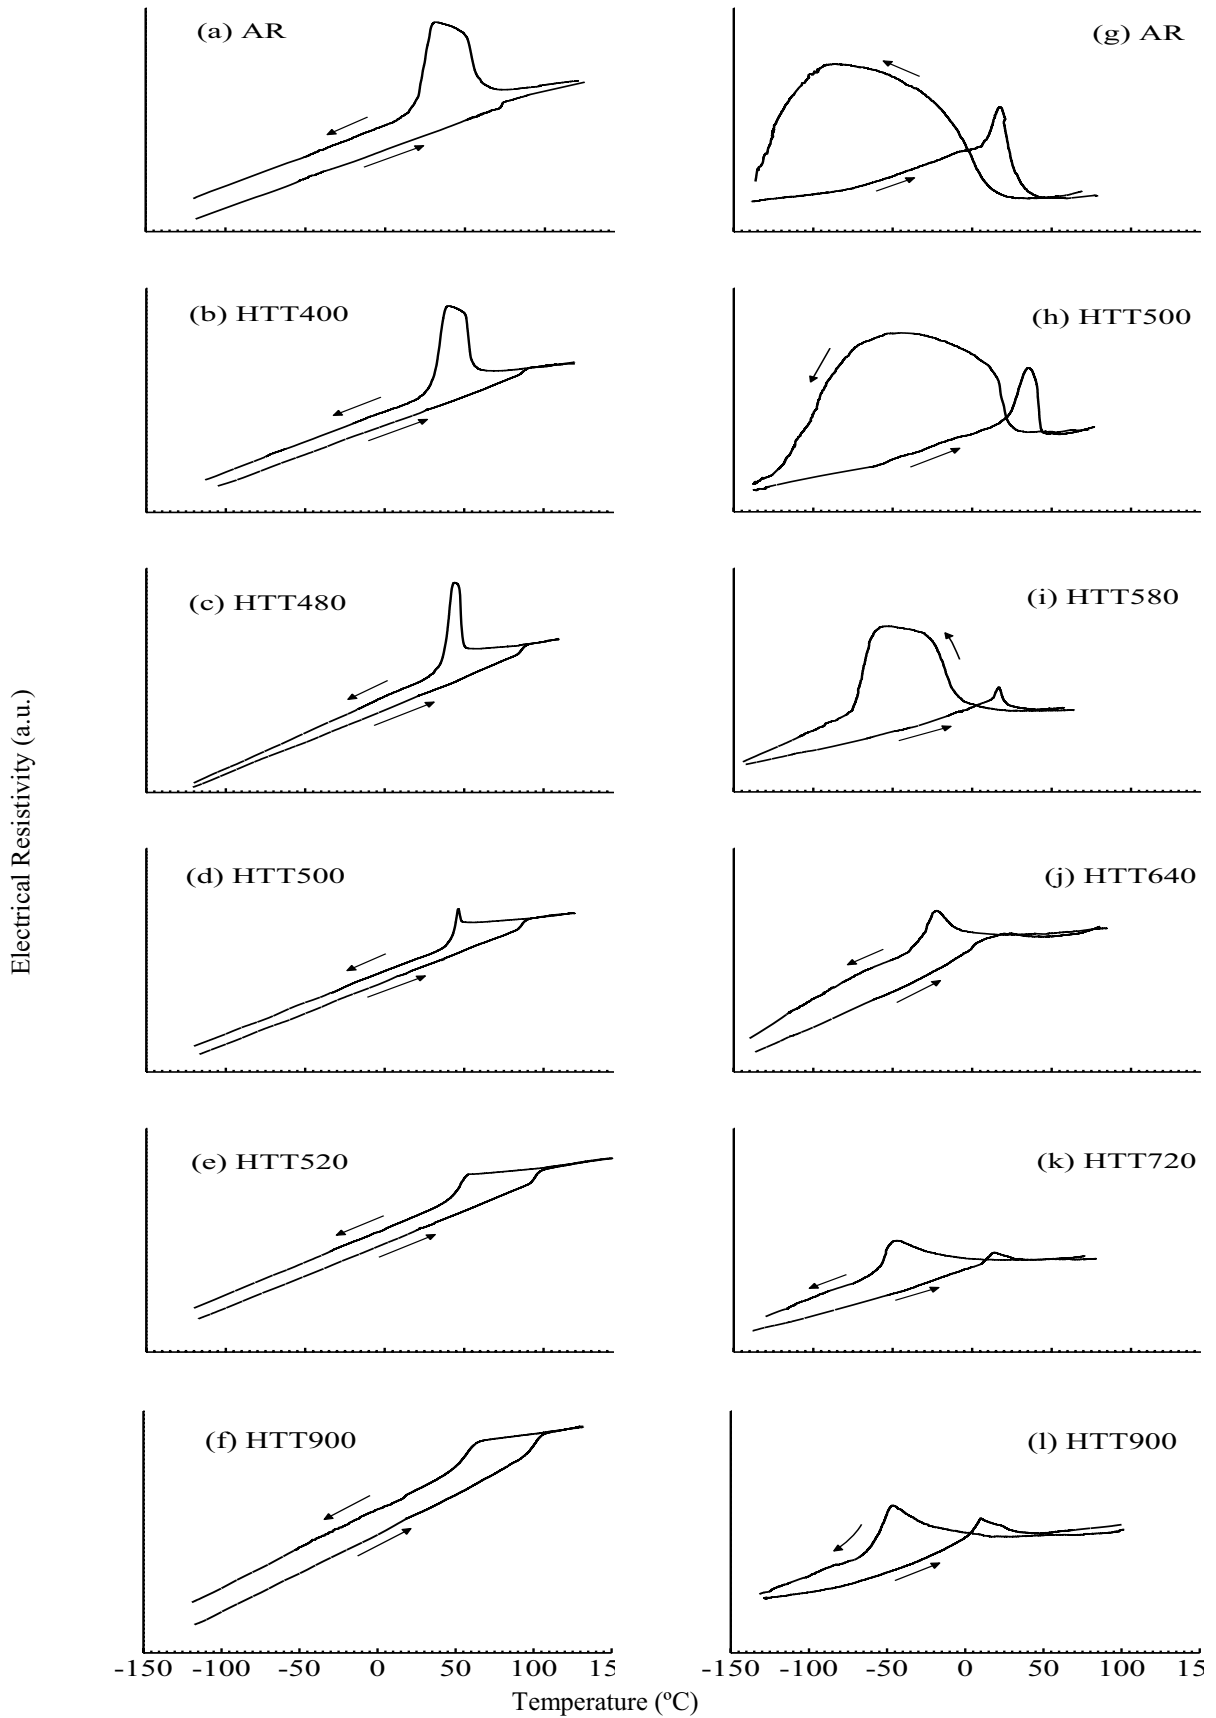 (a) AR
(g) AR
(b) HTT400
(h) HTT500
(c) HTT480
(i) HTT580
(d) HTT500
(j) HTT640
(e) HTT520
(k) HTT720
(f) HTT900
(l) HTT900
Electrical Resistivity (a.u.)
-150 -100 -50 0 50 100 15
-150 -100 -50 0 50 100 15
Temperature (ºC)